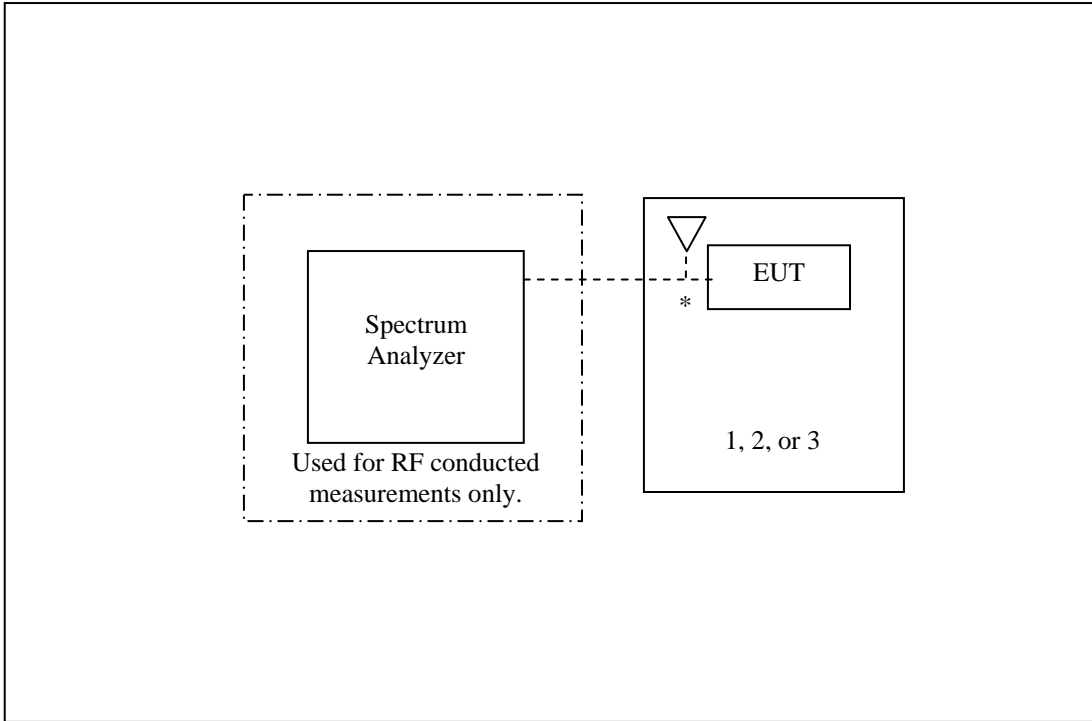 Spectrum
Analyzer
Used for RF conducted
measurements only.
EUT
*
1, 2, or 3